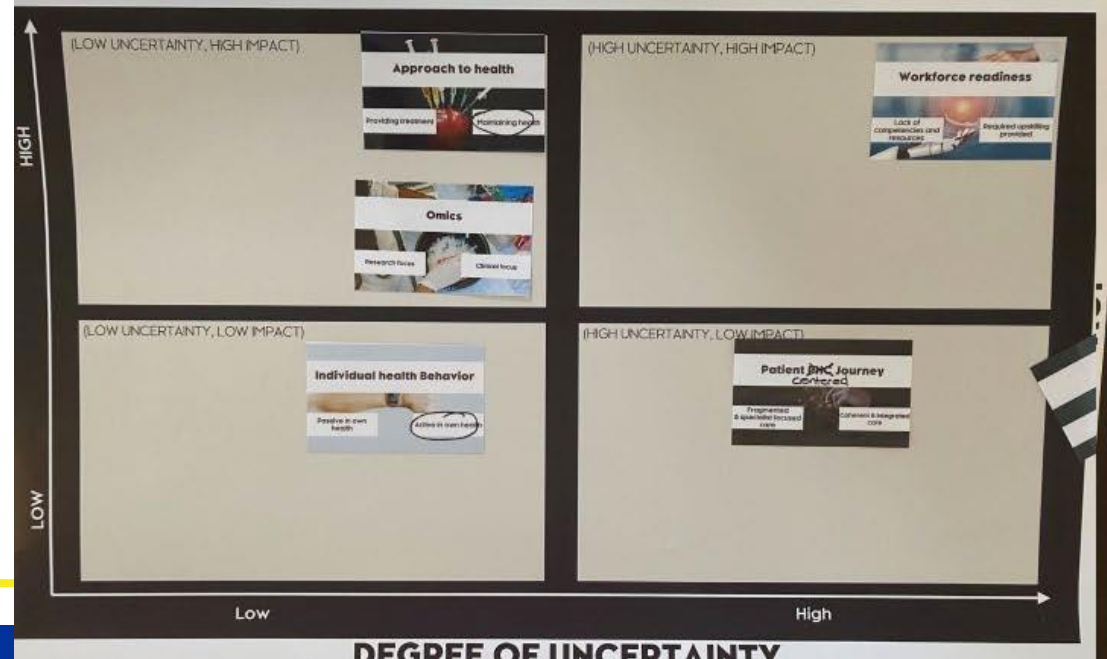 HIGH
LOW
(LOW UNCERTAINTY, HIGH IMPACT)
Approach to health
Providing treatment
Maintaining health
Omics
Research focus
Clinical focus
(HIGH UNCERTAINTY, HIGH IMPACT)
Workforce readiness
Lack of
competencies and
resources
Required upskilling
provided
(LOW UNCERTAINTY, LOW IMPACT)
Individual health Behavior
Passive in own
health
Active in own health
(HIGH UNCERTAINTY, LOW IMPACT)
Patient PHC Journey
Centered
Fragmented
& specialist focused
care
Coherent & integrated
care
Low
High
DEGREE OF UNCERTAINTY